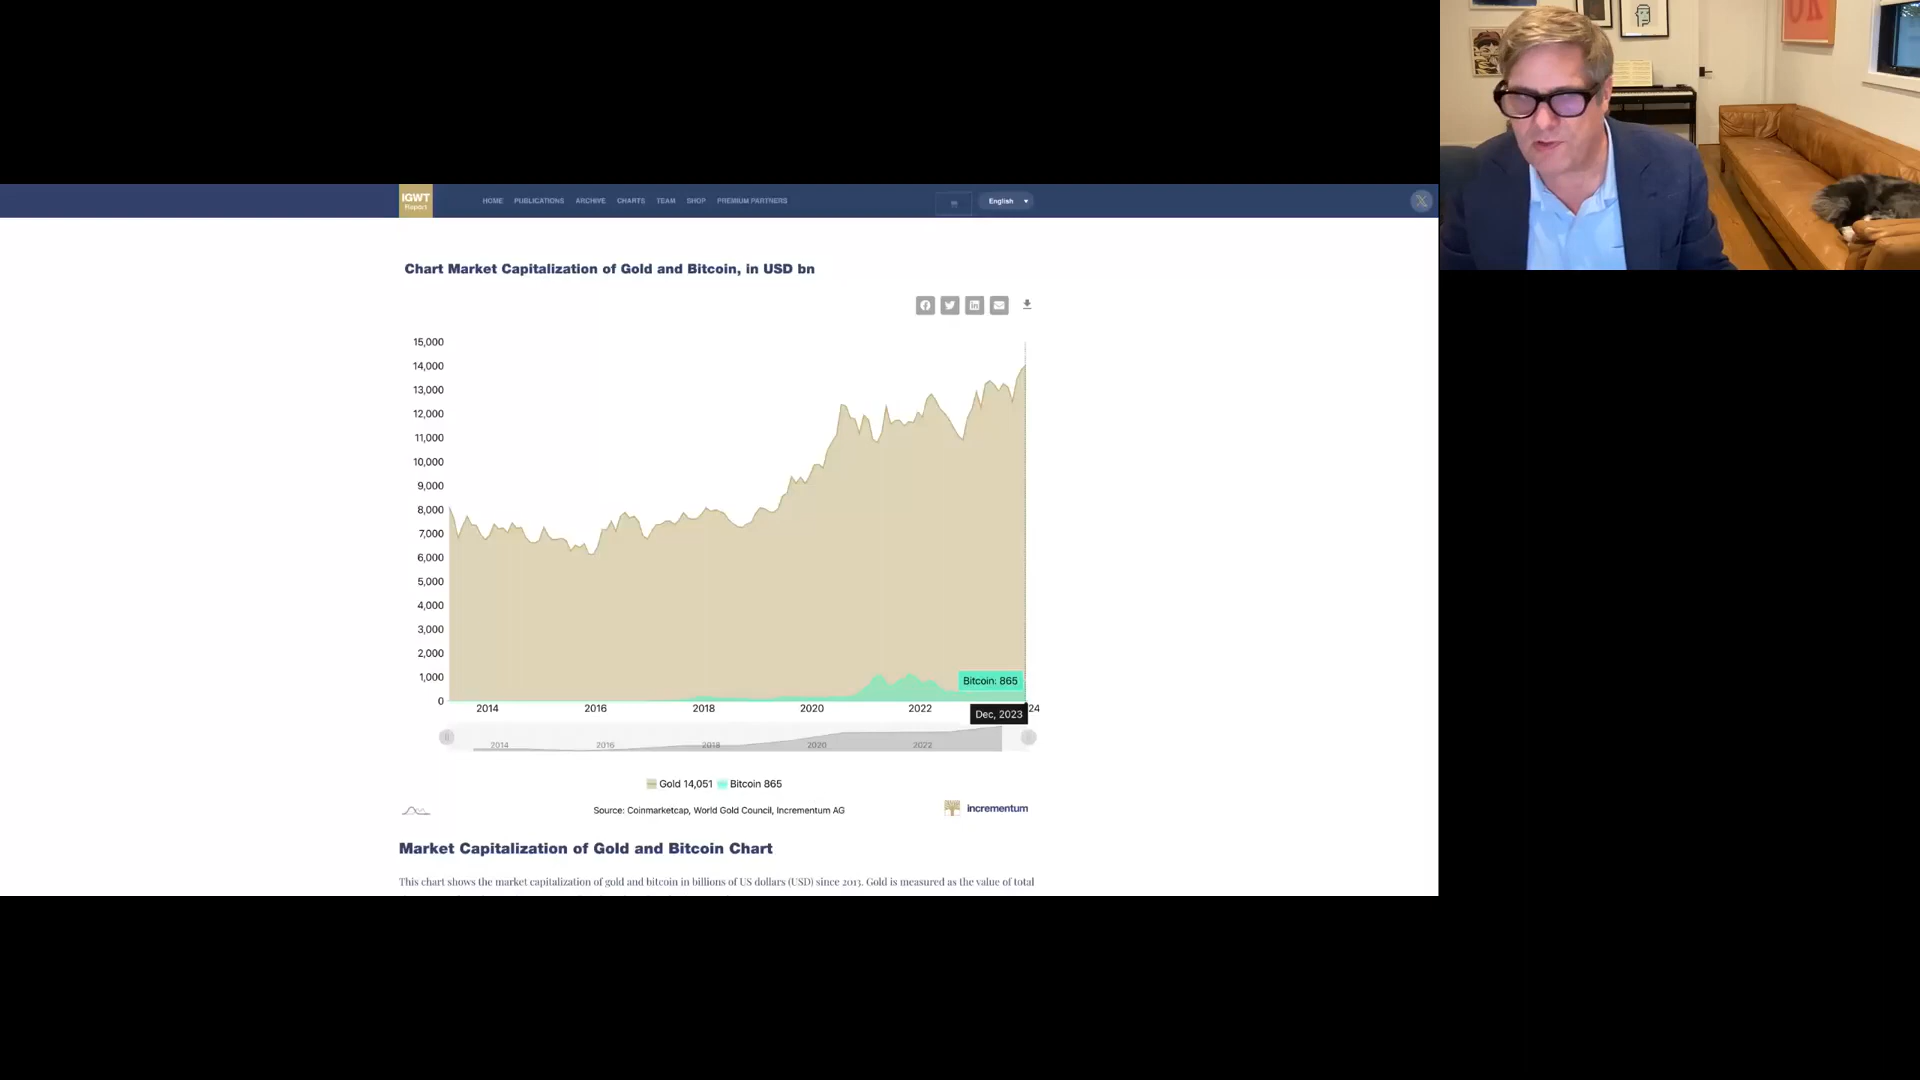 IGWT
Report
HOME PUBLICATIONS ARCHIVE CHARTS TEAM SHOP PREMIUM PARTNERS
English
Chart Market Capitalization of Gold and Bitcoin, in USD bn
15,000
14,000
13,000
12,000
11,000
10,000
9,000
8,000
7,000
6,000
5,000
4,000
3,000
2,000
1,000
0
Bitcoin: 865
2014 2016 2018 2020 2022 24
Dec, 2023
2014 2016 2018 2020 2022
Gold 14,051 Bitcoin 865
Source: Coinmarketcap, World Gold Council, Incrementum AG
incrementum
Market Capitalization of Gold and Bitcoin Chart
This chart shows the market capitalization of gold and bitcoin in billions of US dollars (USD) since 2013. Gold is measured as the value of total